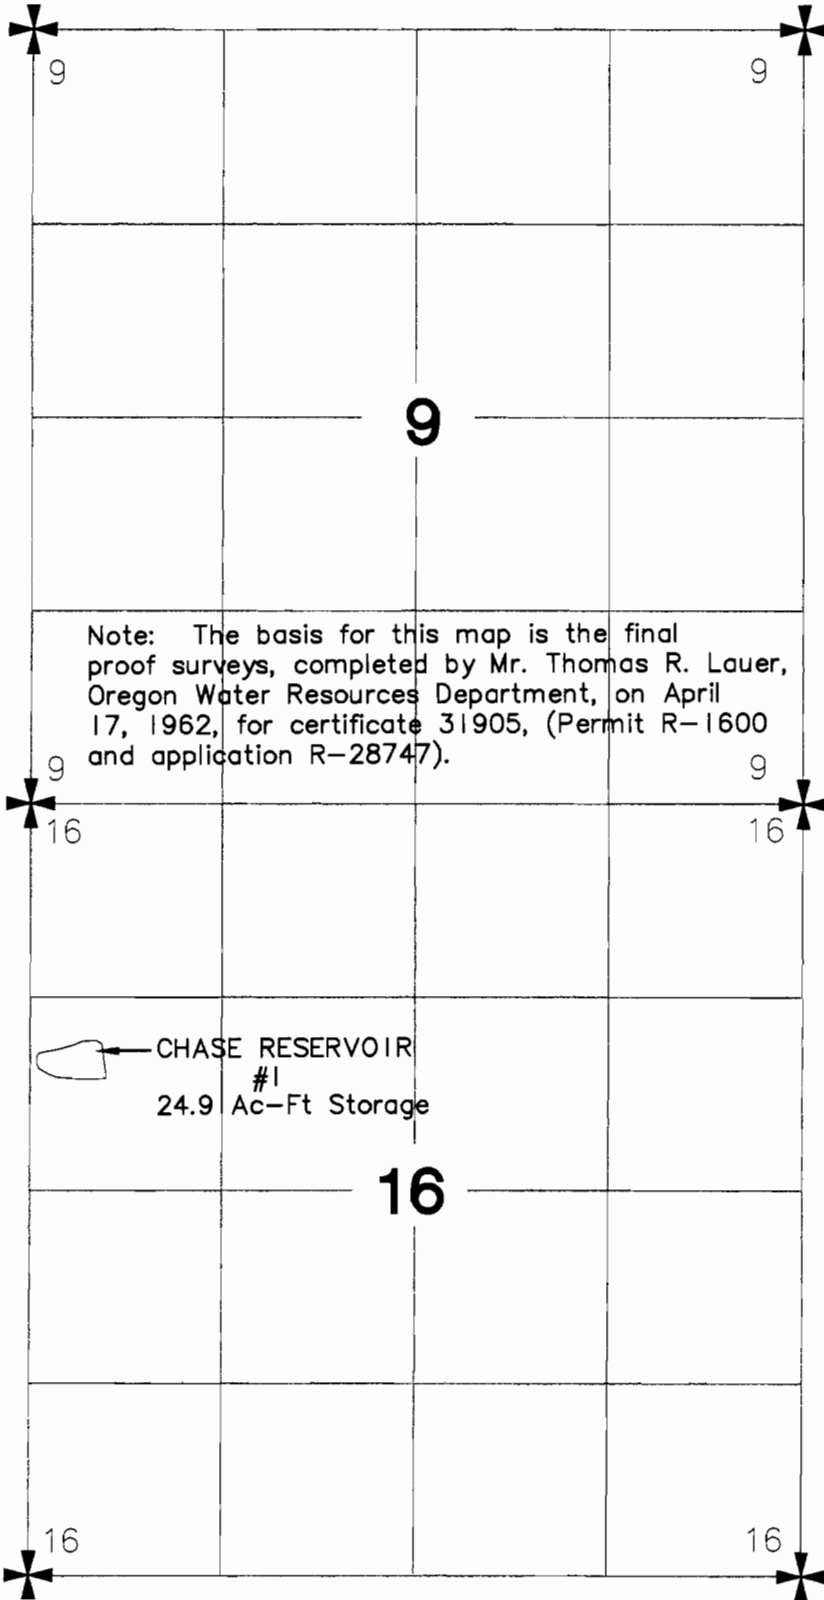 9 9
9
Note: The basis for this map is the final
proof surveys, completed by Mr. Thomas R. Lauer,
Oregon Water Resources Department, on April
17, 1962, for certificate 31905, (Permit R-1600
and application R-28747).
9 9
16 16
CHASE RESERVOIR
#1
24.9 Ac-Ft Storage
16
16 16